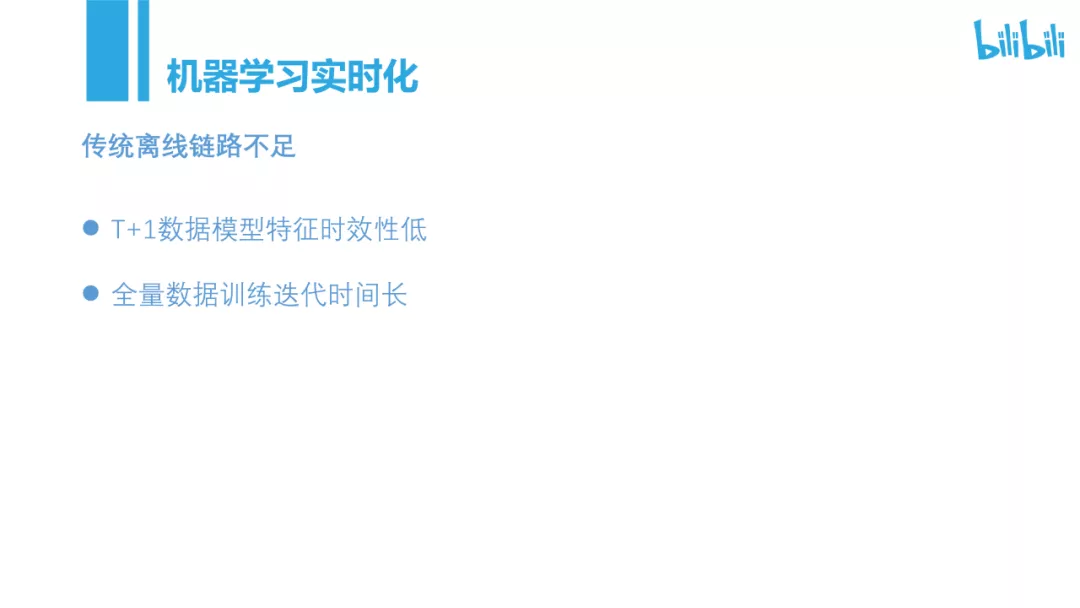 bilibili
机器学习实时化
传统离线链路不足
T+1数据模型特征时效性低
全量数据训练迭代时间长